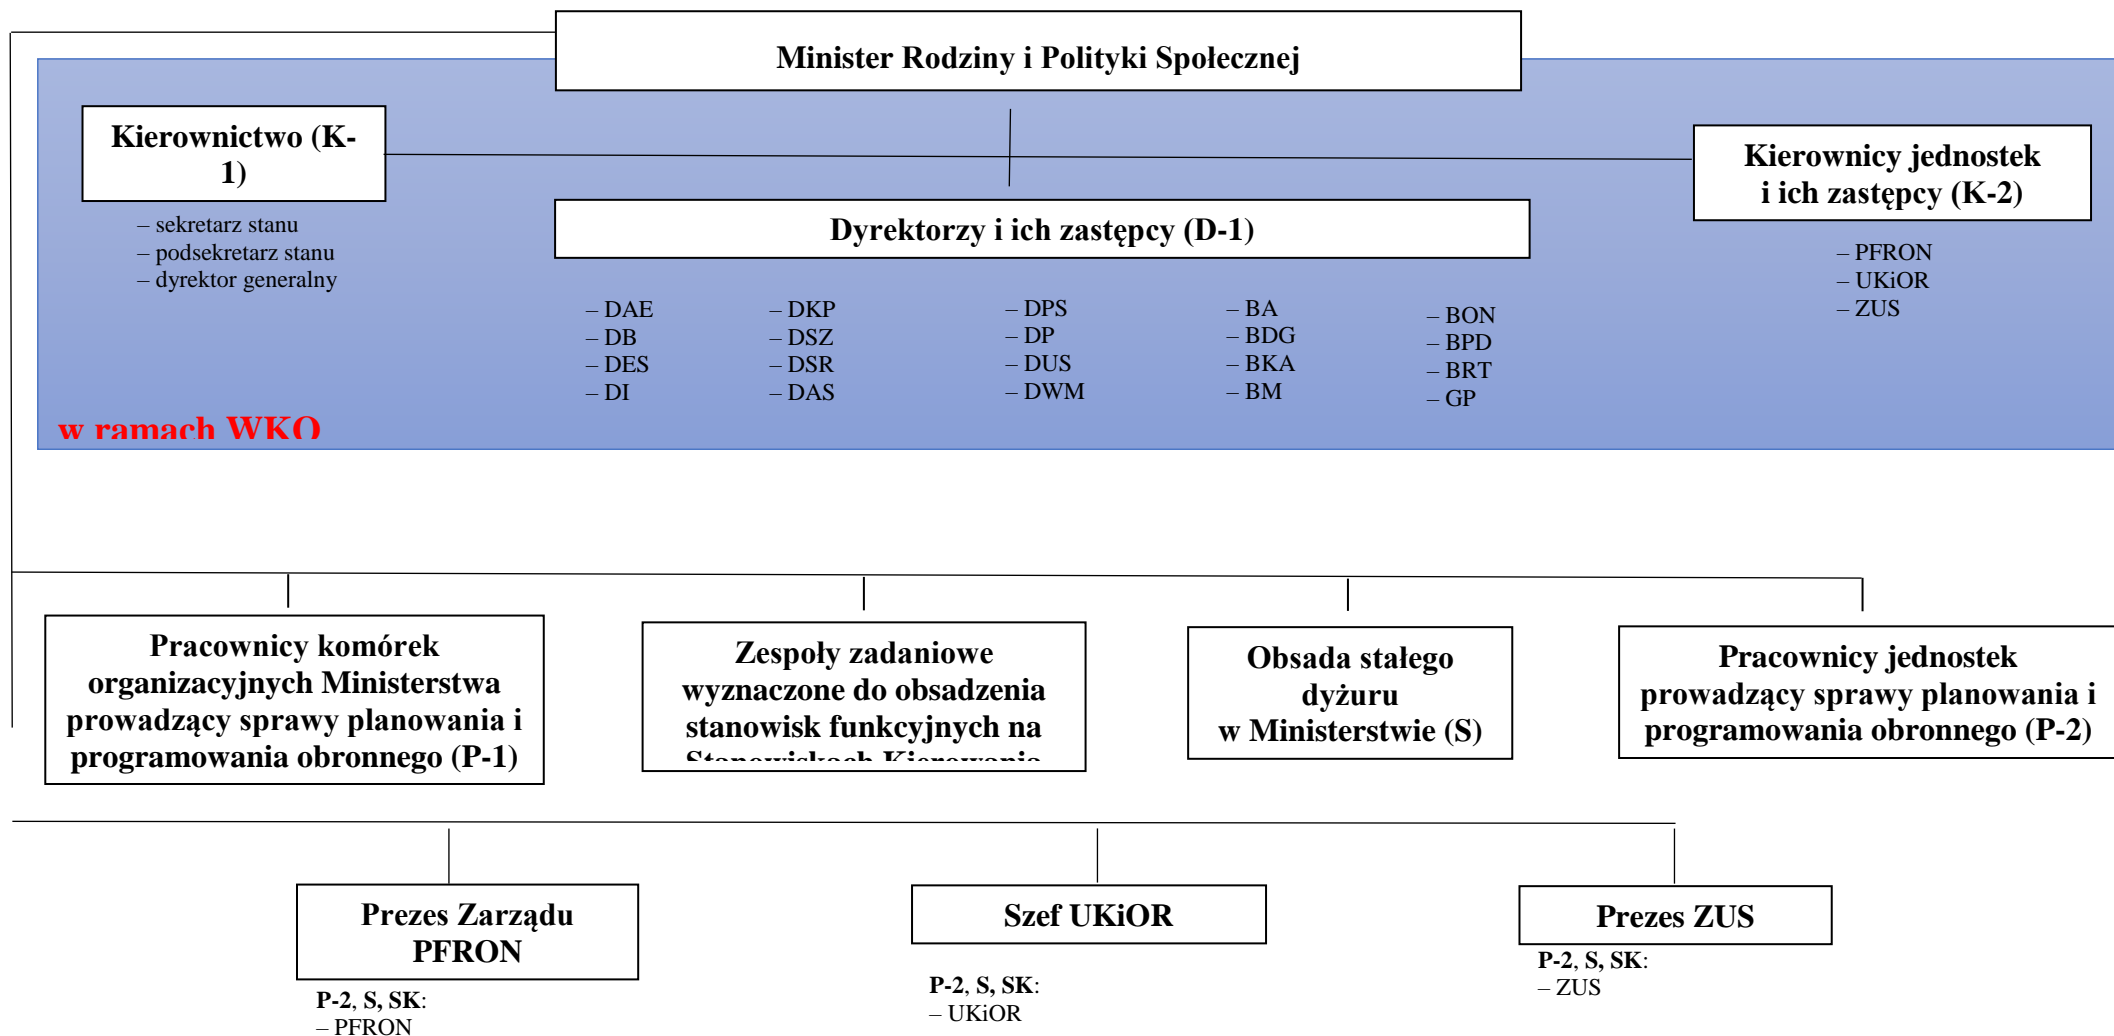 Minister Rodziny i Polityki Społecznej
Kierownictwo (K-
1)
– sekretarz stanu
– podsekretarz stanu
– dyrektor generalny
Dyrektorzy i ich zastępcy (D-1)
– DAE
– DB
– DES
– DI
– DKP
– DSZ
– DSR
– DAS
– DPS
– DP
– DUS
– DWM
– BA
– BDG
– BKA
– BM
– BON
– BPD
– BRT
– GP
Kierownicy jednostek
i ich zastępcy (K-2)
– PFRON
– UKiOR
– ZUS
w ramach WKO
Pracownicy komórek
organizacyjnych Ministerstwa
prowadzący sprawy planowania i
programowania obronnego (P-1)
Zespoły zadaniowe
wyznaczone do obsadzenia
stanowisk funkcyjnych na
Stanowiskach Kierowania
Obsada stałego
dyżuru
w Ministerstwie (S)
Pracownicy jednostek
prowadzący sprawy planowania i
programowania obronnego (P-2)
Prezes Zarządu
PFRON
P-2, S, SK:
– PFRON
Szef UKiOR
P-2, S, SK:
– UKiOR
Prezes ZUS
P-2, S, SK:
– ZUS